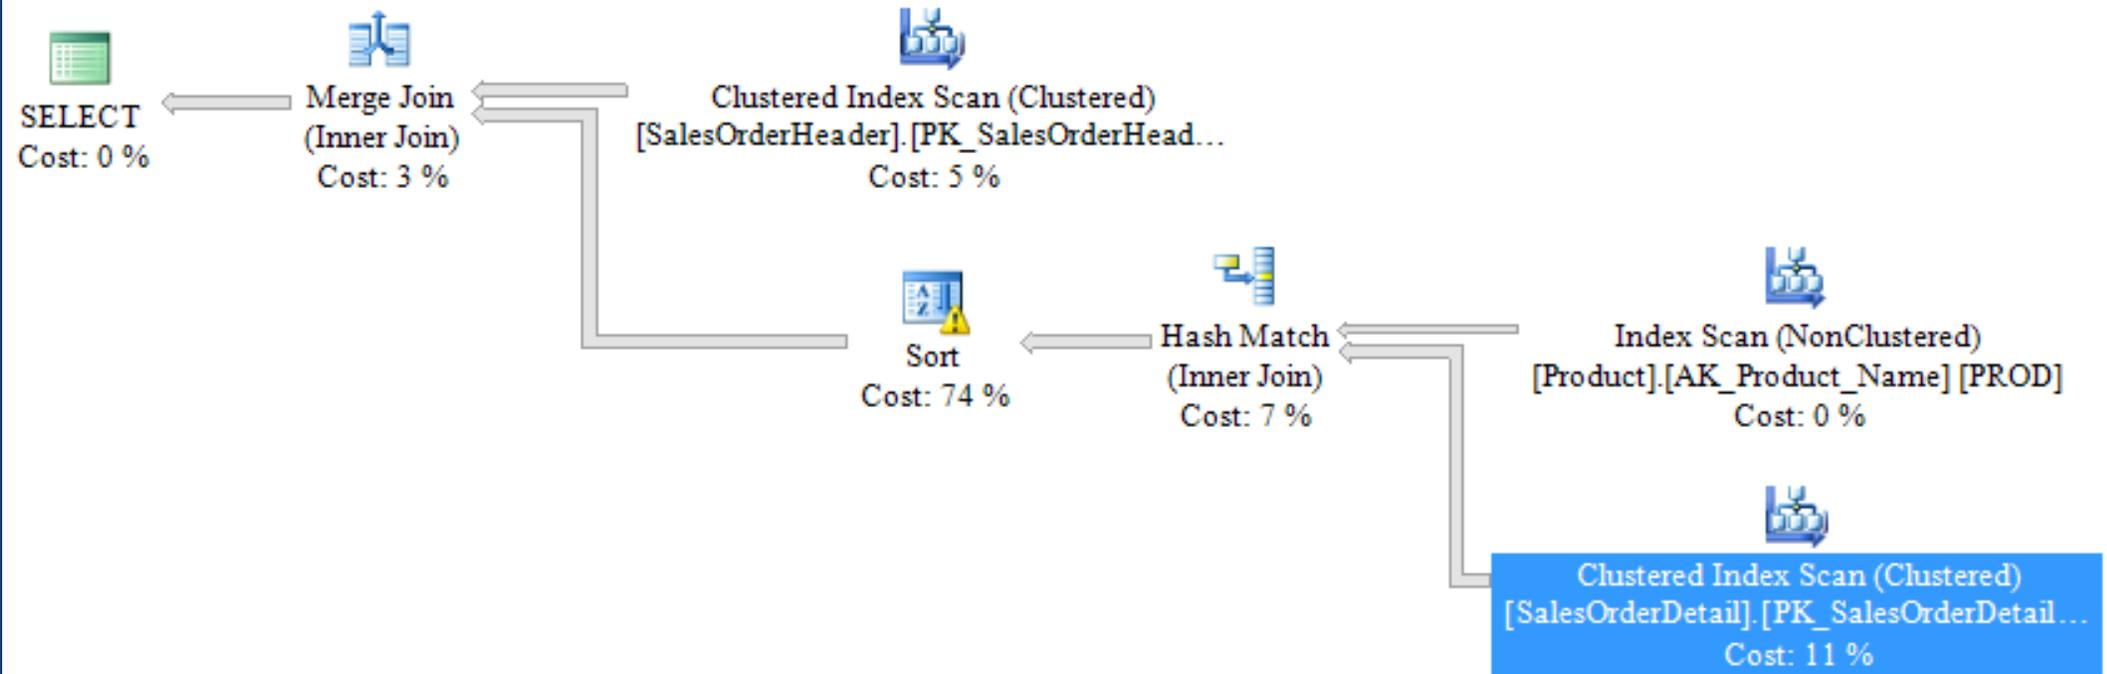 SELECT
Cost: 0 %
Merge Join
(Inner Join)
Cost: 3 %
Clustered Index Scan (Clustered)
[SalesOrderHeader].[PK_SalesOrderHead...
Cost: 5 %
Sort
Cost: 74 %
Hash Match
(Inner Join)
Cost: 7 %
Index Scan (NonClustered)
[Product].[AK_Product_Name] [PROD]
Cost: 0 %
Clustered Index Scan (Clustered)
[SalesOrderDetail].[PK_SalesOrderDetail...
Cost: 11 %